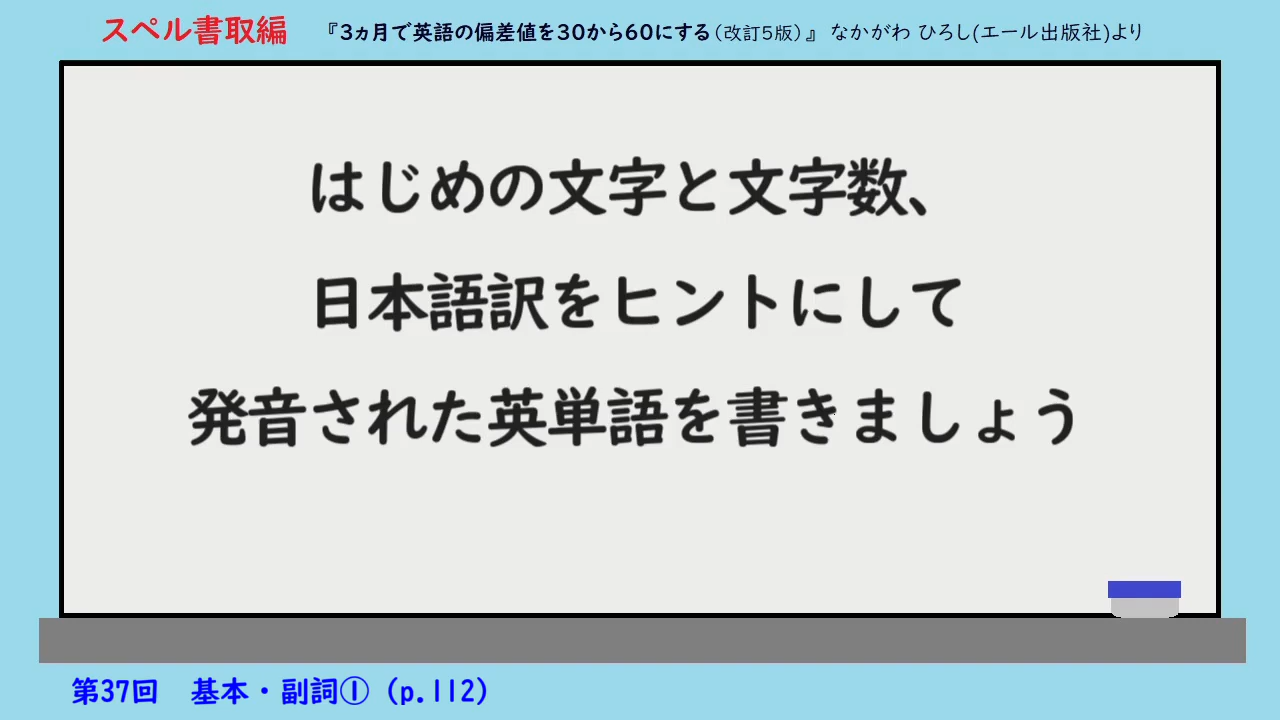 スペル書取編 『3ヵ月で英語の偏差値を30から60にする(改訂5版)』 なかがわ ひろし(エール出版社)より
はじめの文字と文字数、
日本語訳をヒントにして
発音された英単語を書きましょう
第37回 基本・副詞① (p.112)